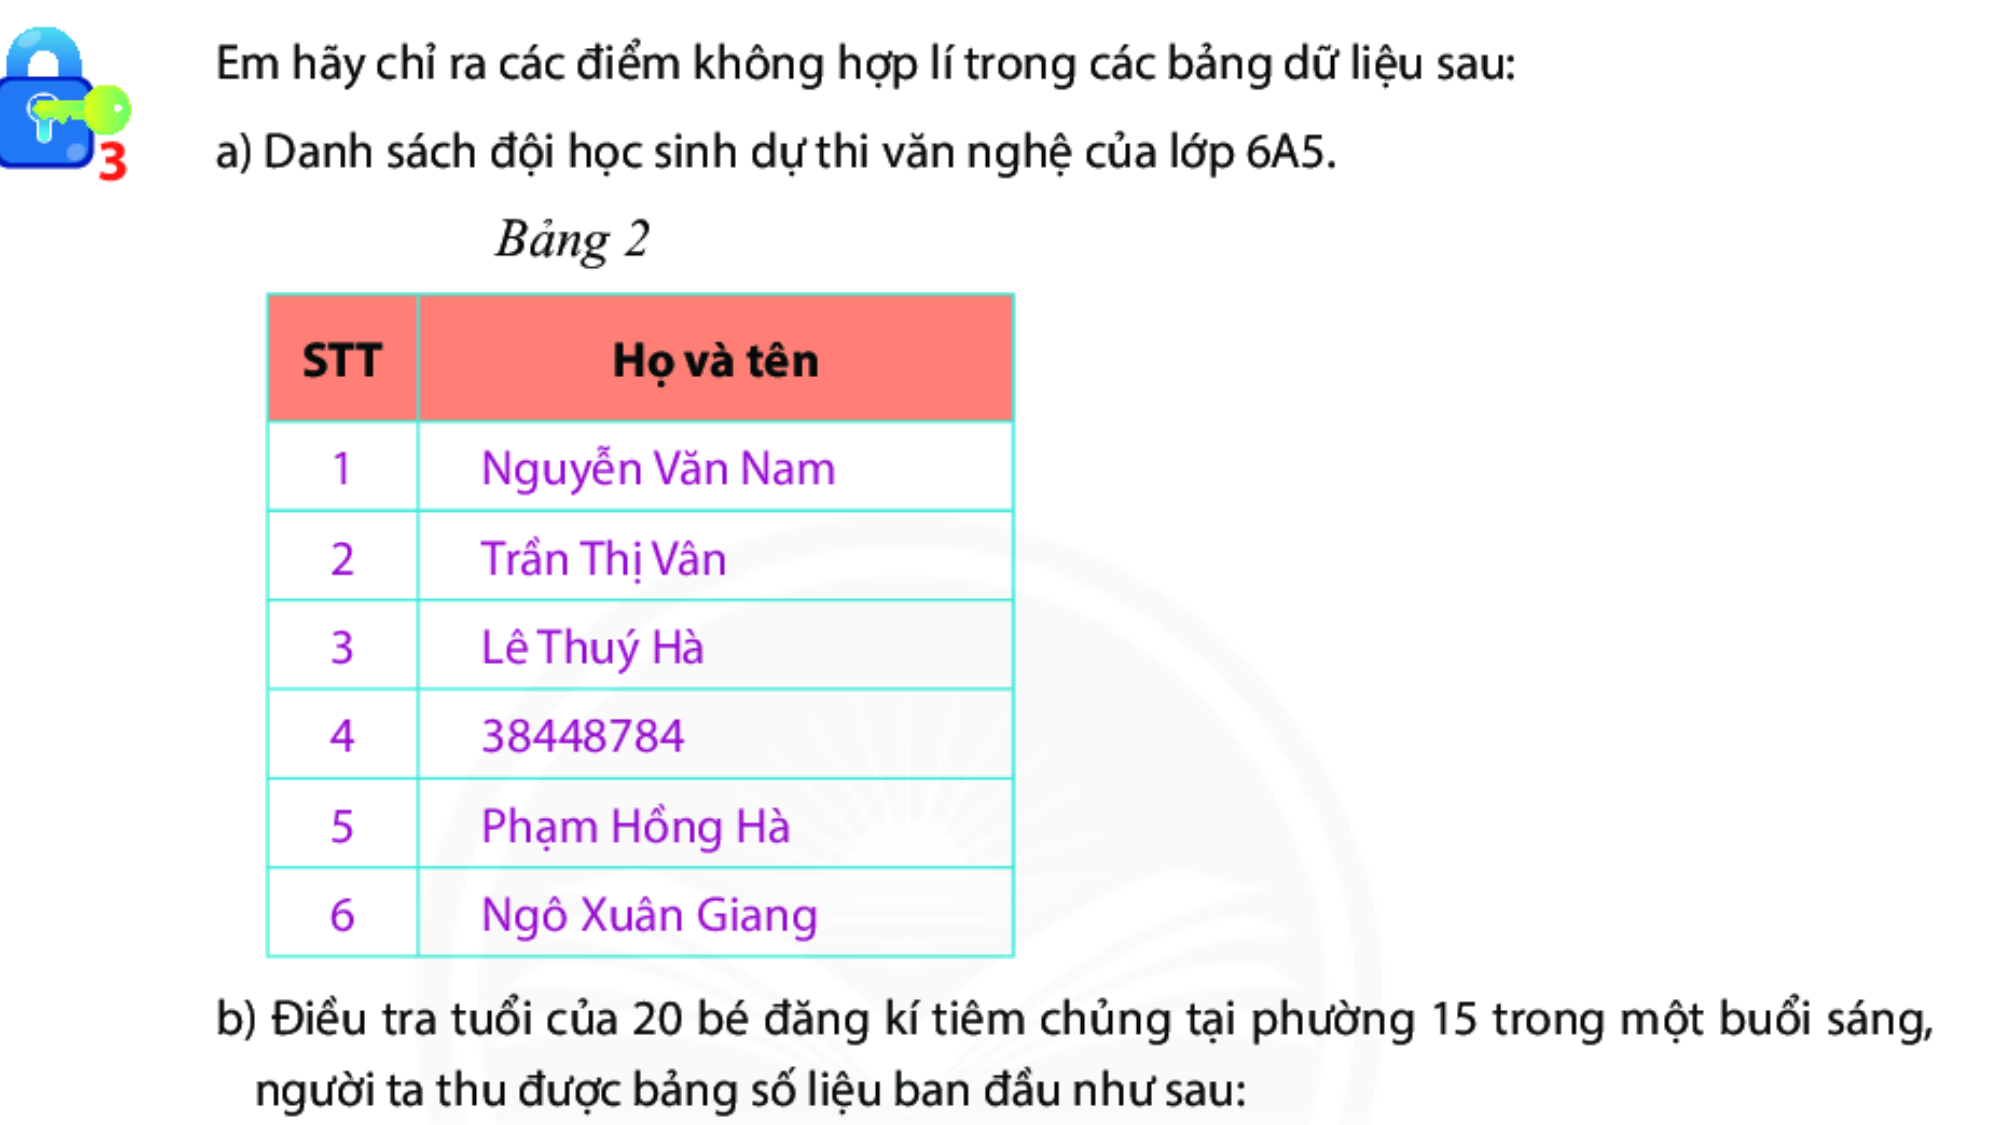 3
Em hãy chỉ ra các điểm không hợp lí trong các bảng dữ liệu sau:
a) Danh sách đội học sinh dự thi văn nghệ của lớp 6A5.
Bảng 2
STT Họ và tên
1 Nguyễn Văn Nam
2 Trần Thị Vân
3 Lê Thuý Hà
4 38448784
5 Phạm Hồng Hà
6 Ngô Xuân Giang
b) Điều tra tuổi của 20 bé đăng kí tiêm chủng tại phường 15 trong một buổi sáng,
người ta thu được bảng số liệu ban đầu như sau: